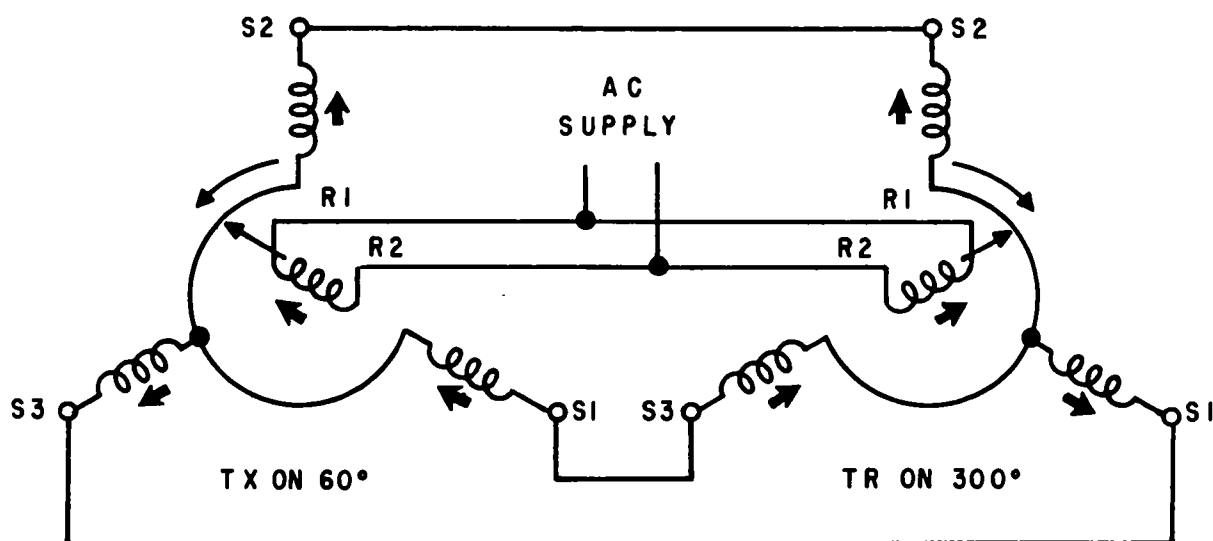 S2
S2
AC
SUPPLY
R1
R1
R2
R2
S3
S1
S3
S1
TX ON 60°
TR ON 300°